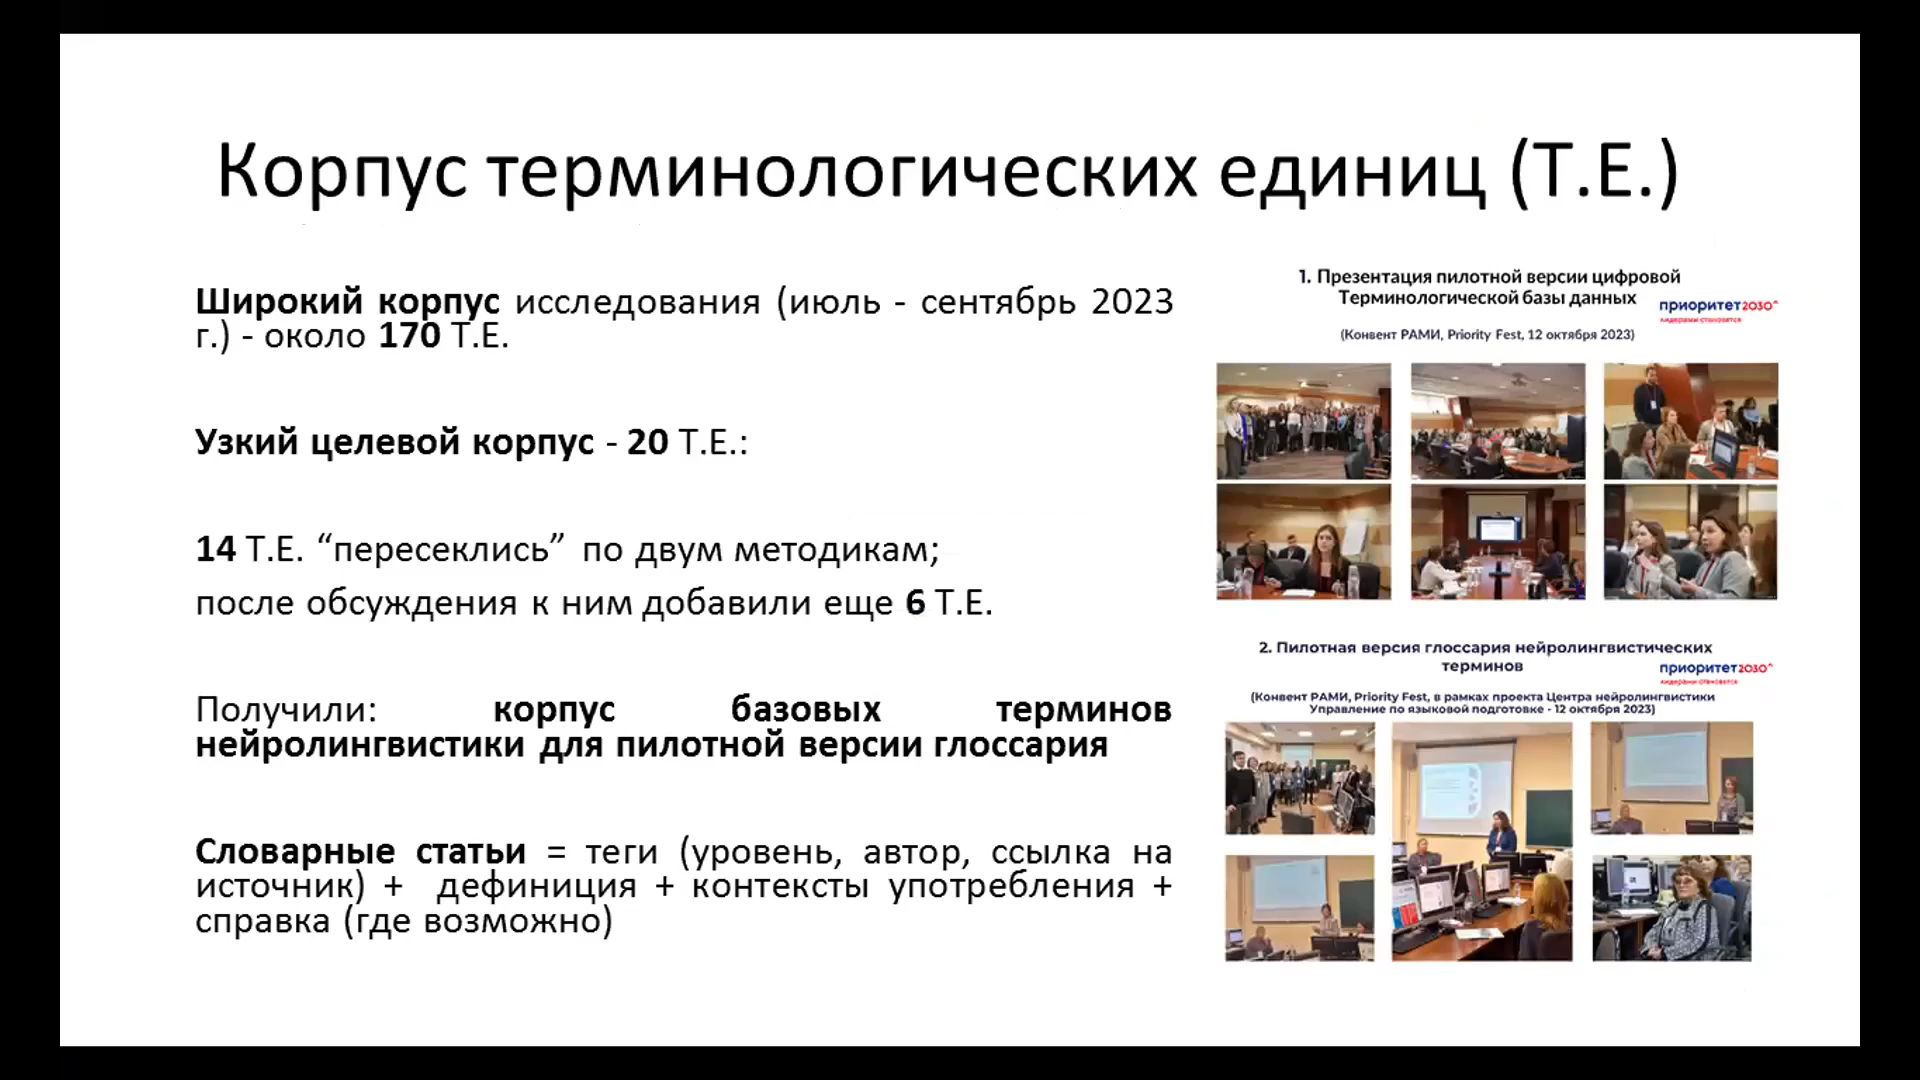 Корпус терминологических единиц (Т.Е.)
Широкий корпус исследования (июль - сентябрь 2023
г.) - около 170 Т.Е.
Узкий целевой корпус - 20 Т.Е.:
14 Т.Е. “пересеклись” по двум методикам;
после обсуждения к ним добавили еще 6 Т.Е.
Получили: корпус базовых терминов
нейролингвистики для пилотной версии глоссария
Словарные статьи = теги (уровень, автор, ссылка на
источник) + дефиниция + контексты употребления +
справка (где возможно)
1. Презентация пилотной версии цифровой
Терминологической базы данных
приоритет2030^
лидерами становятся
(Конвент РАМИ, Priority Fest, 12 октября 2023)
2. Пилотная версия глоссария нейролингвистических
терминов
приоритет2030^
лидерами становятся
(Конвент РАМИ, Priority Fest, в рамках проекта Центра нейролингвистики
Управление по языковой подготовке - 12 октября 2023)